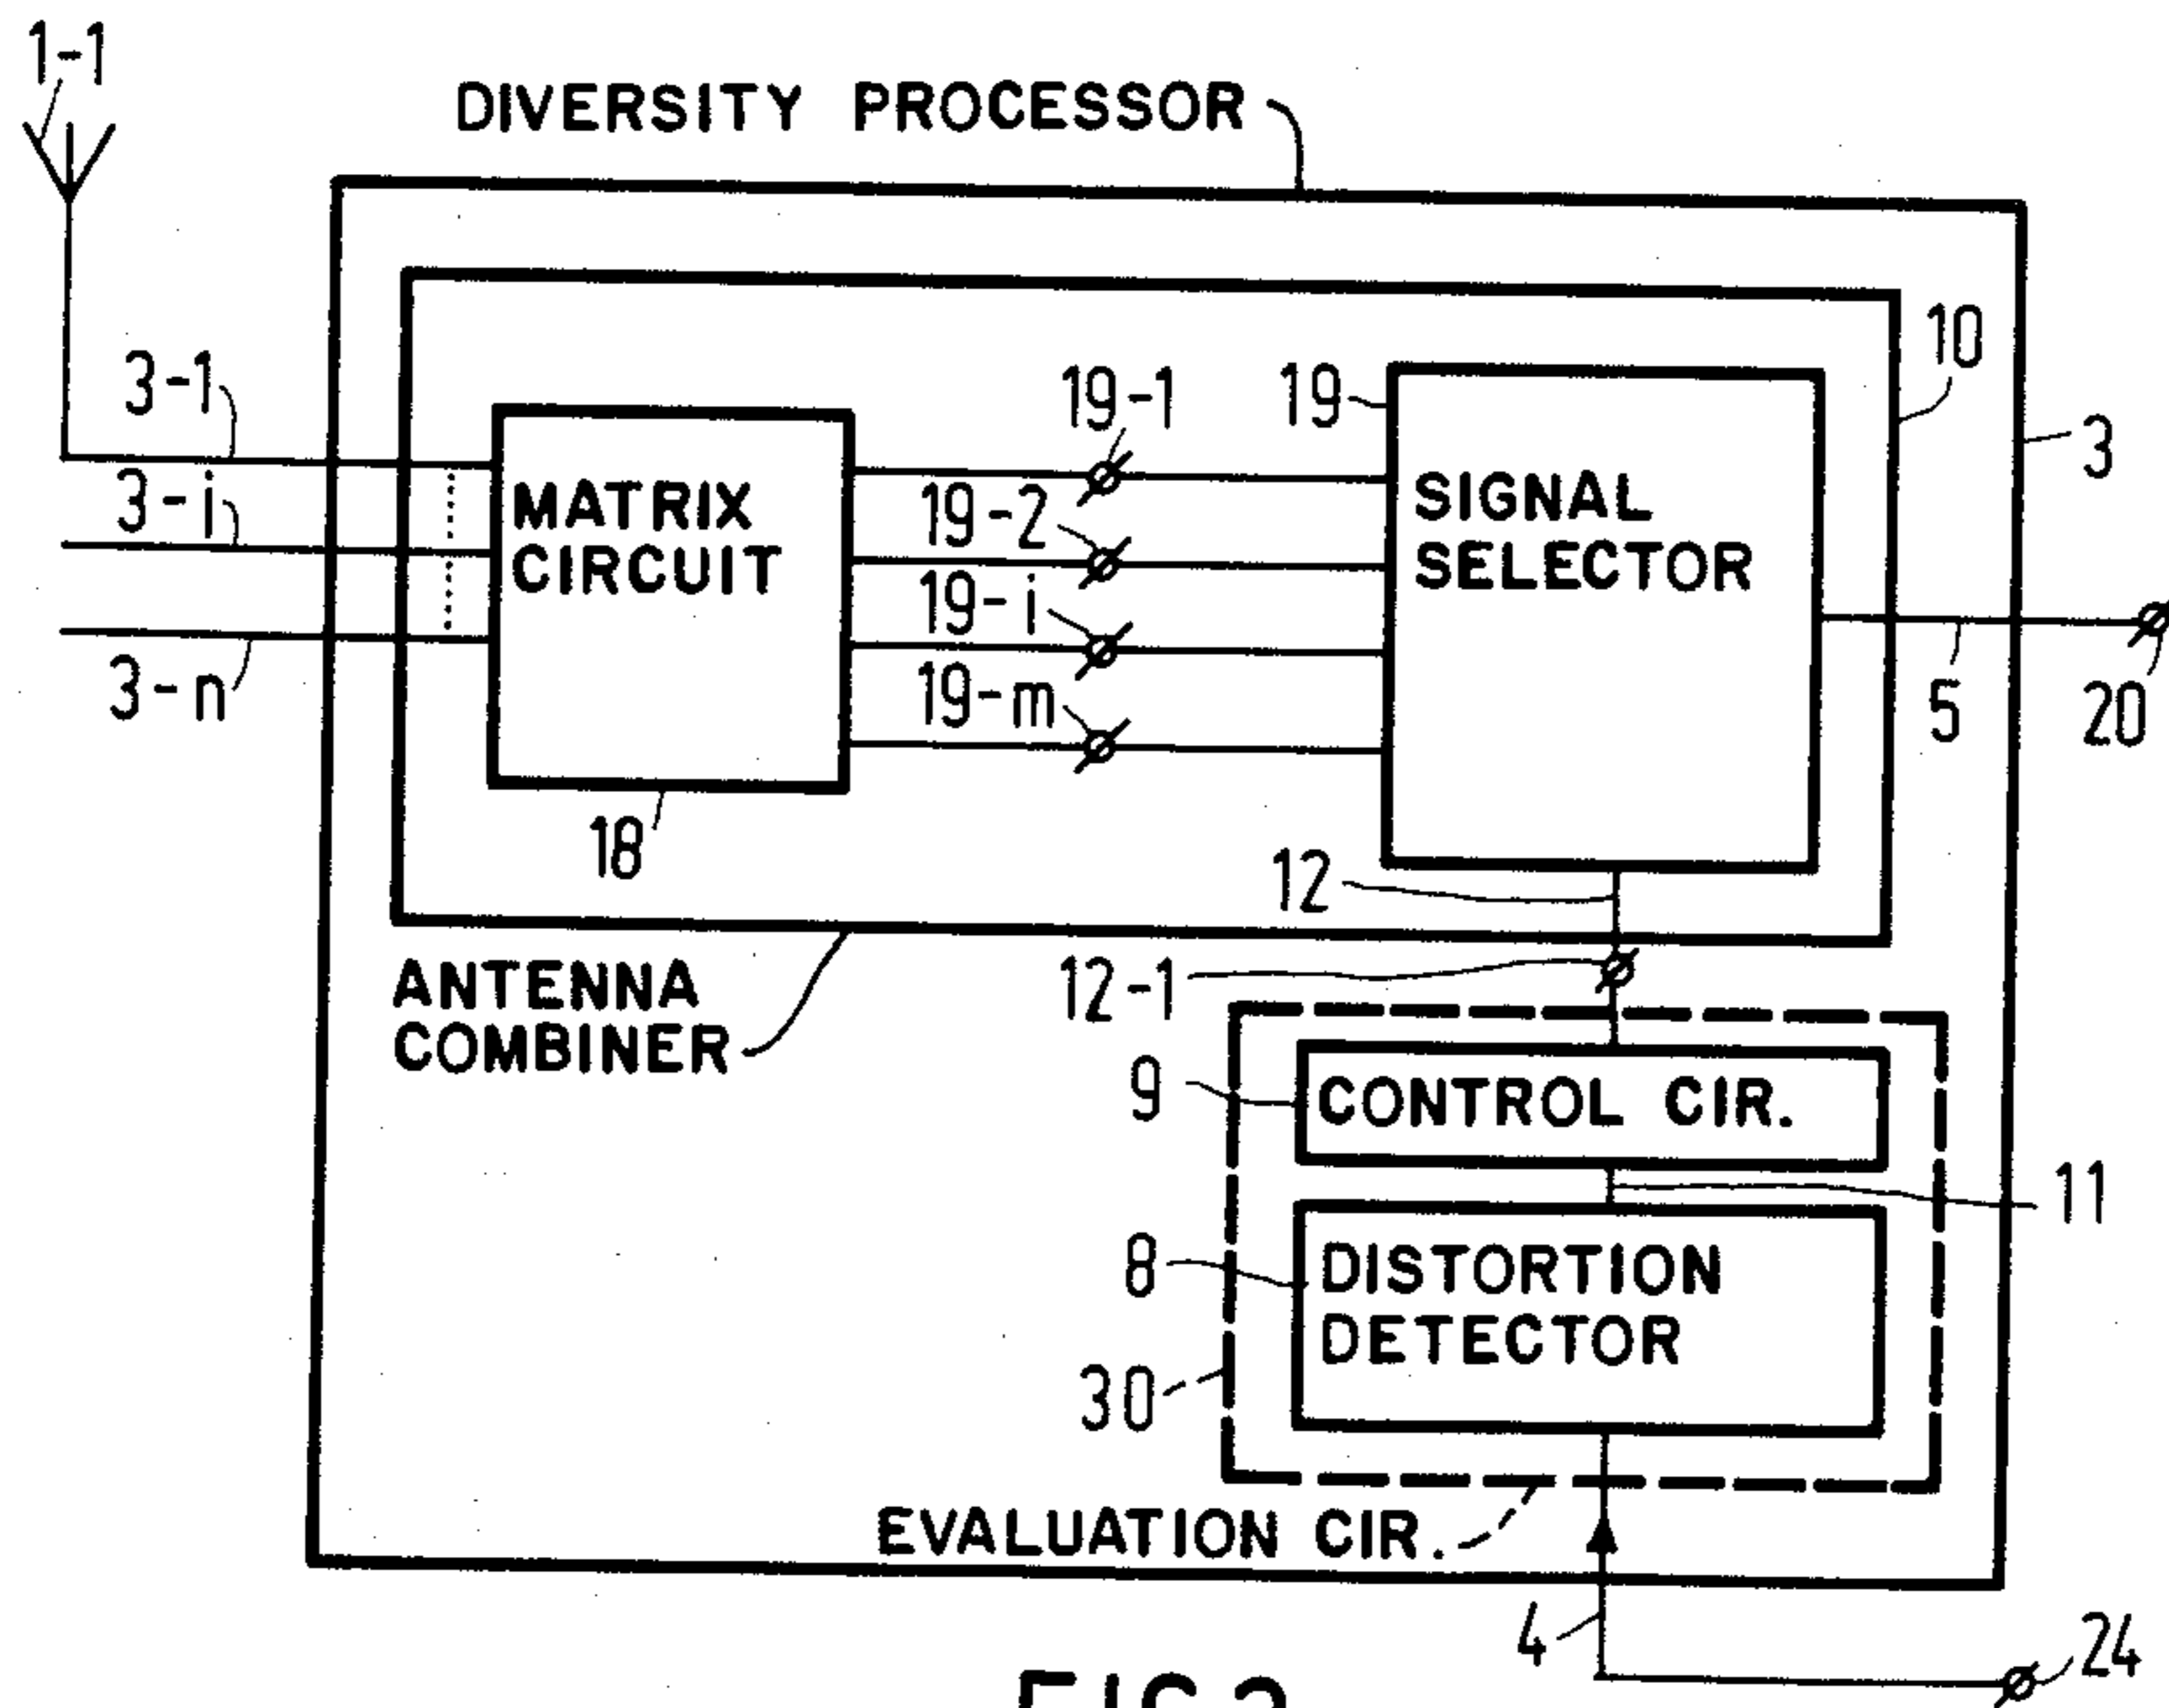 1-1
DIVERSITY PROCESSOR
10
3
3-1
3-i
3-n
MATRIX
CIRCUIT
18
19-1
19-2
19-i
19-m
19
SIGNAL
SELECTOR
5
20
12
12-1
ANTENNA
COMBINER
9
CONTROL CIR.
11
8
DISTORTION
DETECTOR
30
EVALUATION CIR.
4
24